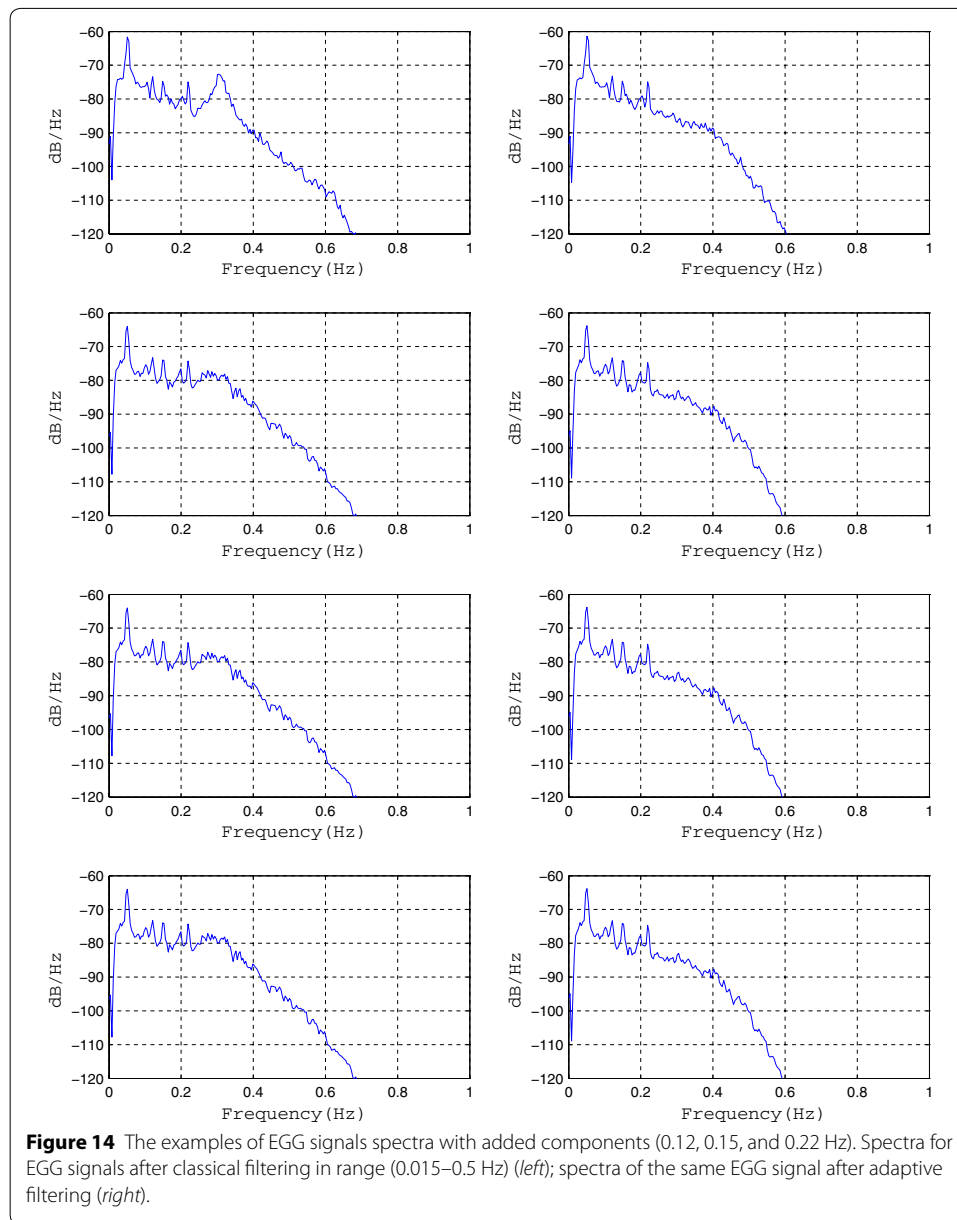 −60
−70
−80
−90
−100
−110
−120
dB/Hz
0 0.2 0.4 0.6 0.8 1
Frequency(Hz)
−60
−70
−80
−90
−100
−110
−120
dB/Hz
0 0.2 0.4 0.6 0.8 1
Frequency(Hz)
−60
−70
−80
−90
−100
−110
−120
dB/Hz
0 0.2 0.4 0.6 0.8 1
Frequency(Hz)
−60
−70
−80
−90
−100
−110
−120
dB/Hz
0 0.2 0.4 0.6 0.8 1
Frequency(Hz)
−60
−70
−80
−90
−100
−110
−120
dB/Hz
0 0.2 0.4 0.6 0.8 1
Frequency(Hz)
−60
−70
−80
−90
−100
−110
−120
dB/Hz
0 0.2 0.4 0.6 0.8 1
Frequency(Hz)
−60
−70
−80
−90
−100
−110
−120
dB/Hz
0 0.2 0.4 0.6 0.8 1
Frequency(Hz)
−60
−70
−80
−90
−100
−110
−120
dB/Hz
0 0.2 0.4 0.6 0.8 1
Frequency(Hz)
Figure 14 The examples of EGG signals spectra with added components (0.12, 0.15, and 0.22 Hz). Spectra for
EGG signals after classical filtering in range (0.015–0.5 Hz) (left); spectra of the same EGG signal after adaptive
filtering (right).